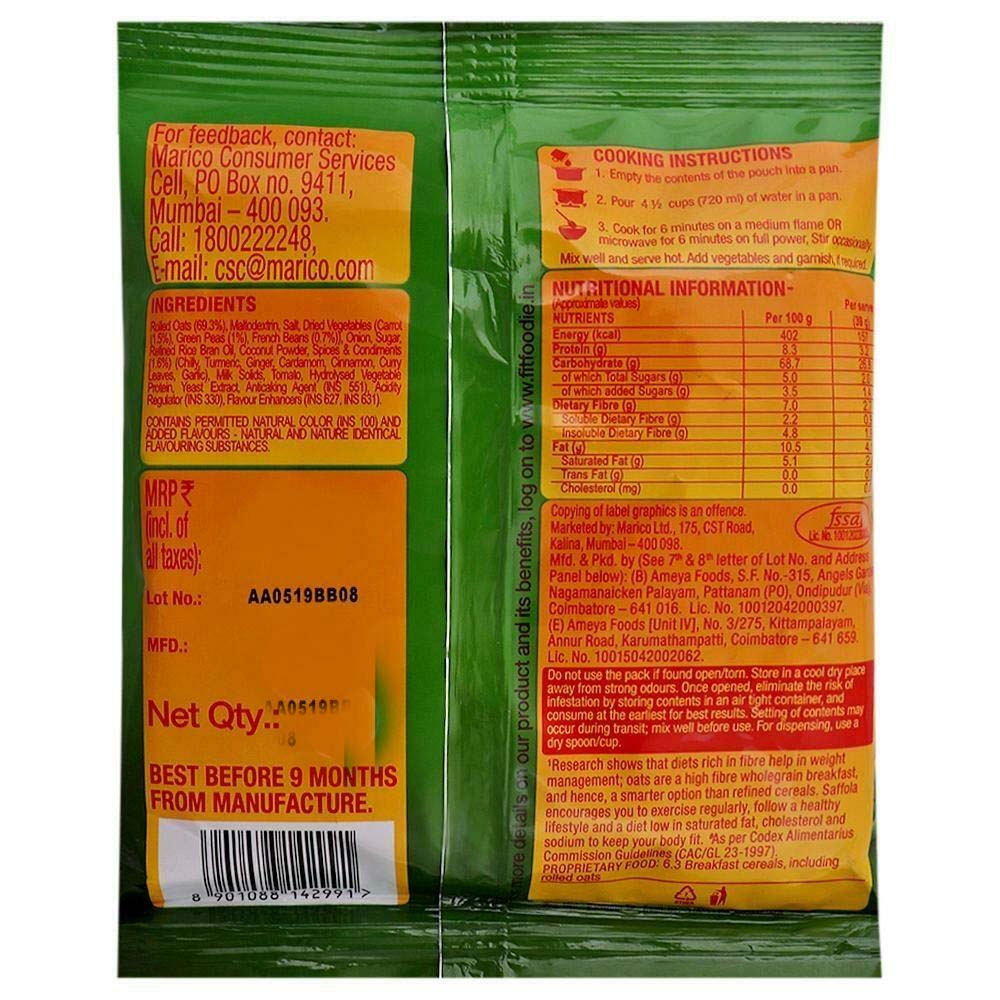 For feedback, contact:
Marico Consumer Services
Cell, PO Box no. 9411,
Mumbai – 400 093.
Call: 1800222248,
E-mail: csc@marico.com
INGREDIENTS
Rolled Oats (69.3%), Maltodextrin, Salt, Dried Vegetables (Carrot
(1.5%), Green Peas (1%), French Beans (0.7%)), Onion, Sugar,
Refined Rice Bran Oil, Coconut Powder, Spices & Condiments
(1.6%) (Chilly, Turmeric, Ginger, Cardamom, Cinnamon, Curry
Leaves, Garlic), Milk Solids, Tomato, Hydrolysed Vegetable
Protein, Yeast Extract, Anticaking Agent (INS 551), Acidity
Regulator (INS 330), Flavour Enhancers (INS 627, INS 631).
CONTAINS PERMITTED NATURAL COLOR (INS 100) AND
ADDED FLAVOURS - NATURAL AND NATURE IDENTICAL
FLAVOURING SUBSTANCES.
MRP ₹
(incl. of
all taxes):
Lot No.: AA0519BB08
MFD.:
Net Qty.: AA0519BB
08
BEST BEFORE 9 MONTHS
FROM MANUFACTURE.
8 901088 142991 >
more details on our product and its benefits, log on to www.fitfoodie.in
COOKING INSTRUCTIONS
1. Empty the contents of the pouch into a pan.
2. Pour 4 ½ cups (720 ml) of water in a pan.
3. Cook for 6 minutes on a medium flame OR
microwave for 6 minutes on full power, Stir occasionally.
Mix well and serve hot. Add vegetables and garnish, if required.
NUTRITIONAL INFORMATION-
(Approximate values)
NUTRIENTS Per 100 g Per serve (39 g)
Energy (kcal) 402 157
Protein (g) 8.3 3.2
Carbohydrate (g) 68.7 26.8
of which Total Sugars (g) 5.0 2.0
of which added Sugars (g) 3.5 1.4
Dietary Fibre (g) 7.0 2.7
Soluble Dietary Fibre (g) 2.2
Insoluble Dietary Fibre (g) 4.8
Fat (g) 10.5
Saturated Fat (g) 5.1
Trans Fat (g) 0.0
Cholesterol (mg) 0.0
Copying of label graphics is an offence.
Marketed by: Marico Ltd., 175, CST Road,
Kalina, Mumbai – 400 098.
fssai
Lic. No.
Mfd. & Pkd. by (See 7th & 8th letter of Lot No. and Address
Panel below): (B) Ameya Foods, S.F. No.-315, Angels
Nagamanaicken Palayam, Pattanam (PO), Ondipudur (Via),
Coimbatore – 641 016. Lic. No. 10012042000397.
(E) Ameya Foods [Unit IV], No. 3/275, Kittampalayam,
Annur Road, Karumathampatti, Coimbatore – 641 659.
Lic. No. 10015042002062.
Do not use the pack if found open/torn. Store in a cool dry place
away from strong odours. Once opened, eliminate the risk of
infestation by storing contents in an air tight container, and
consume at the earliest for best results. Setting of contents may
occur during transit; mix well before use. For dispensing, use a
dry spoon/cup.
¹Research shows that diets rich in fibre help in weight
management; oats are a high fibre wholegrain breakfast,
and hence, a smarter option than refined cereals. Saffola
encourages you to exercise regularly, follow a healthy
lifestyle and a diet low in saturated fat, cholesterol and
sodium to keep your body fit. ^As per Codex Alimentarius
Commission Guidelines (CAC/GL 23-1997).
PROPRIETARY FOOD: 6.3 Breakfast cereals, including
rolled oats